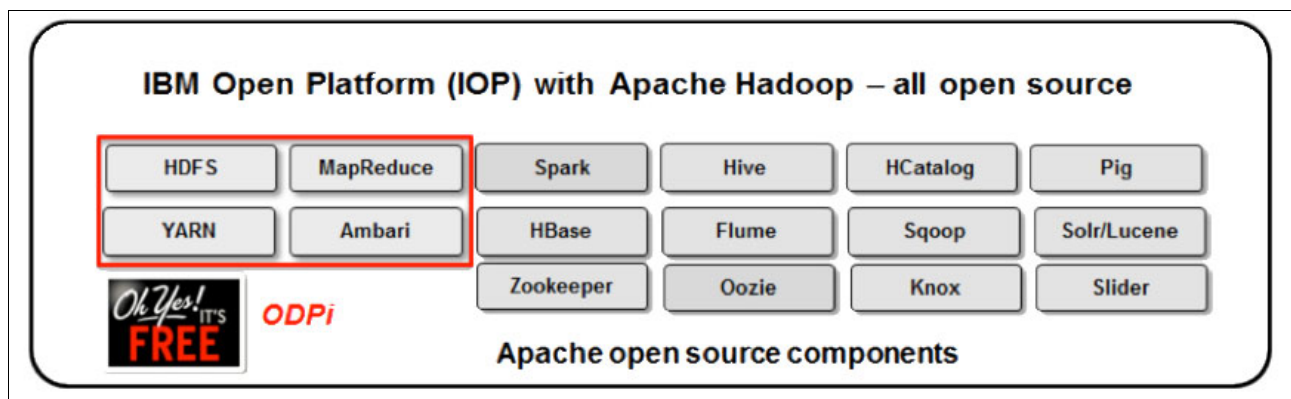 IBM Open Platform (IOP) with Apache Hadoop – all open source
HDFS MapReduce Spark Hive HCatalog Pig
YARN Ambari HBase Flume Sqoop Solr/Lucene
Zookeeper Oozie Knox Slider
Oh Yes! IT'S
FREE
ODPi
Apache open source components